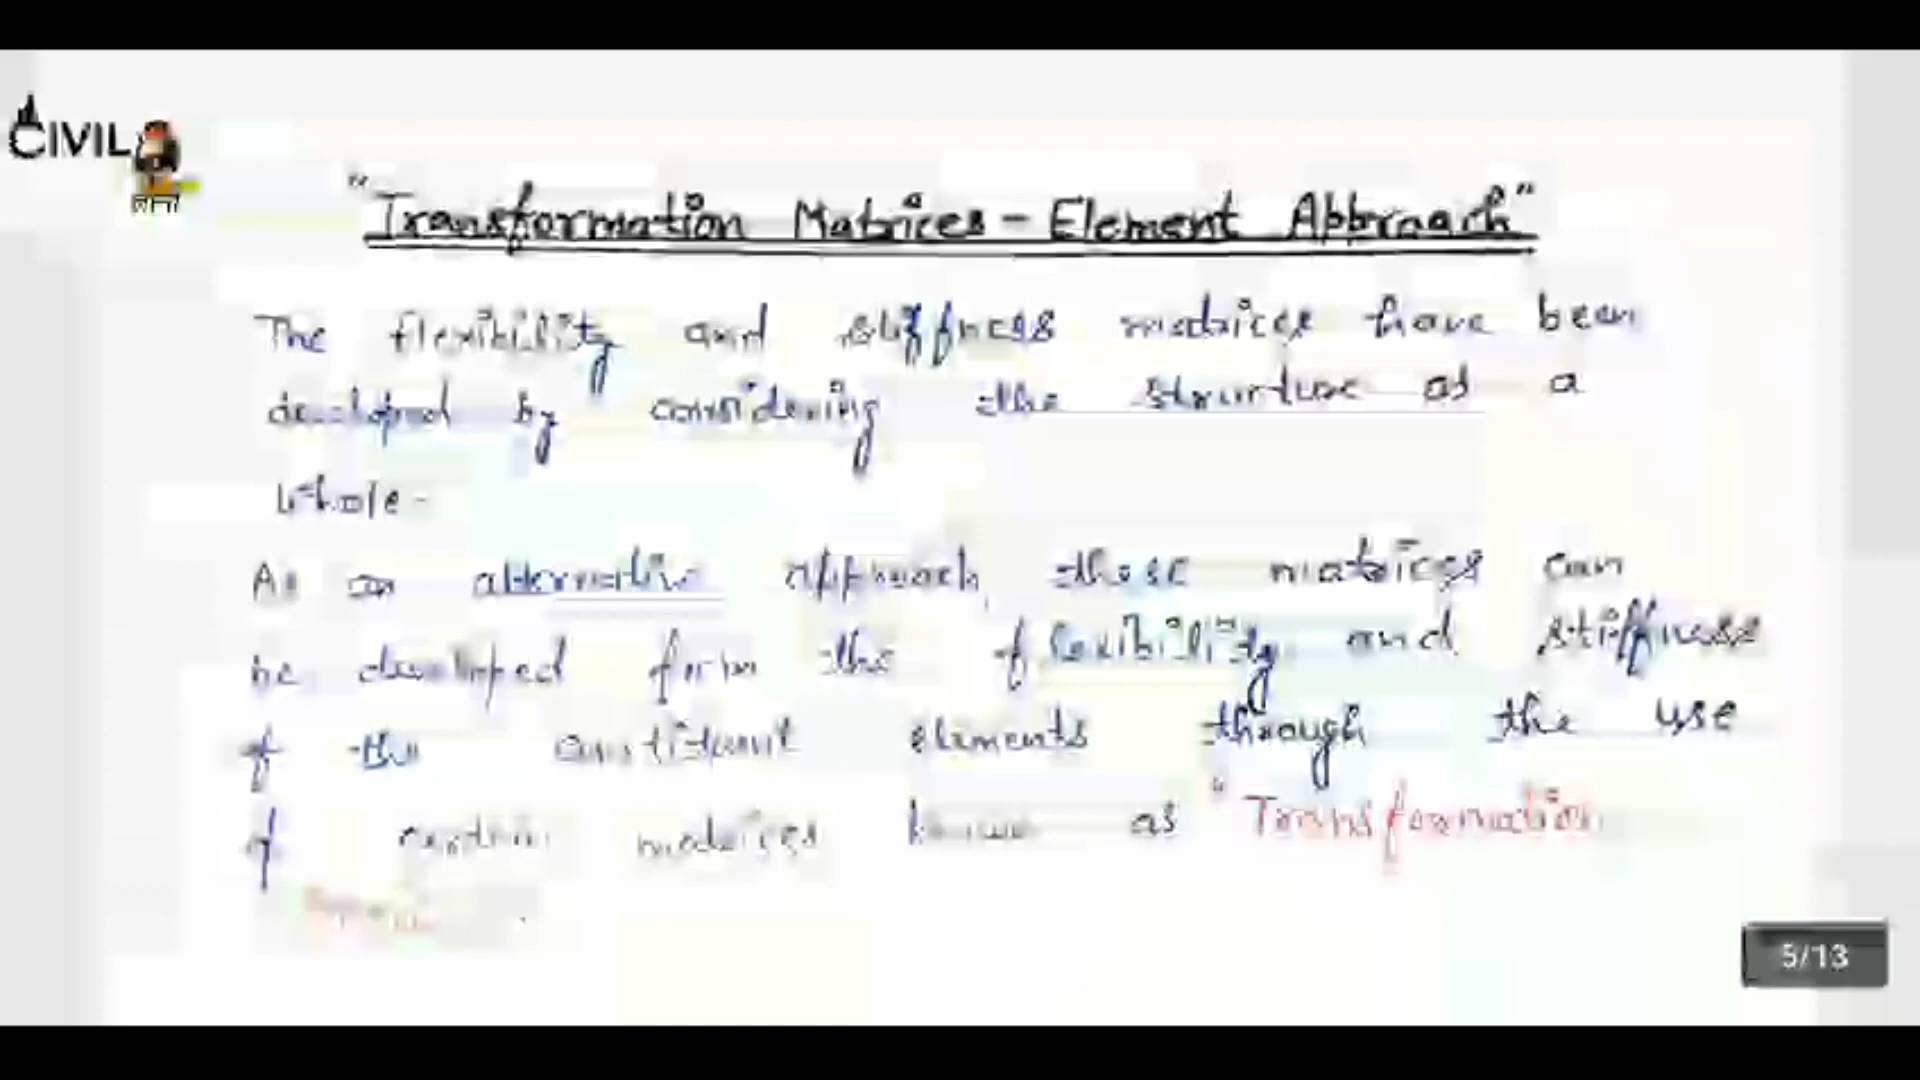 CIVIL
"Transformation Matrices - Element Approach"
The flexibility and stiffness matrices have been
developed by considering the structure as a
whole.
As an alternative approach, these matrices can
be developed form the flexibility and stiffness
of the constituent elements through the use
of certain matrices known as "Transformation
5/13